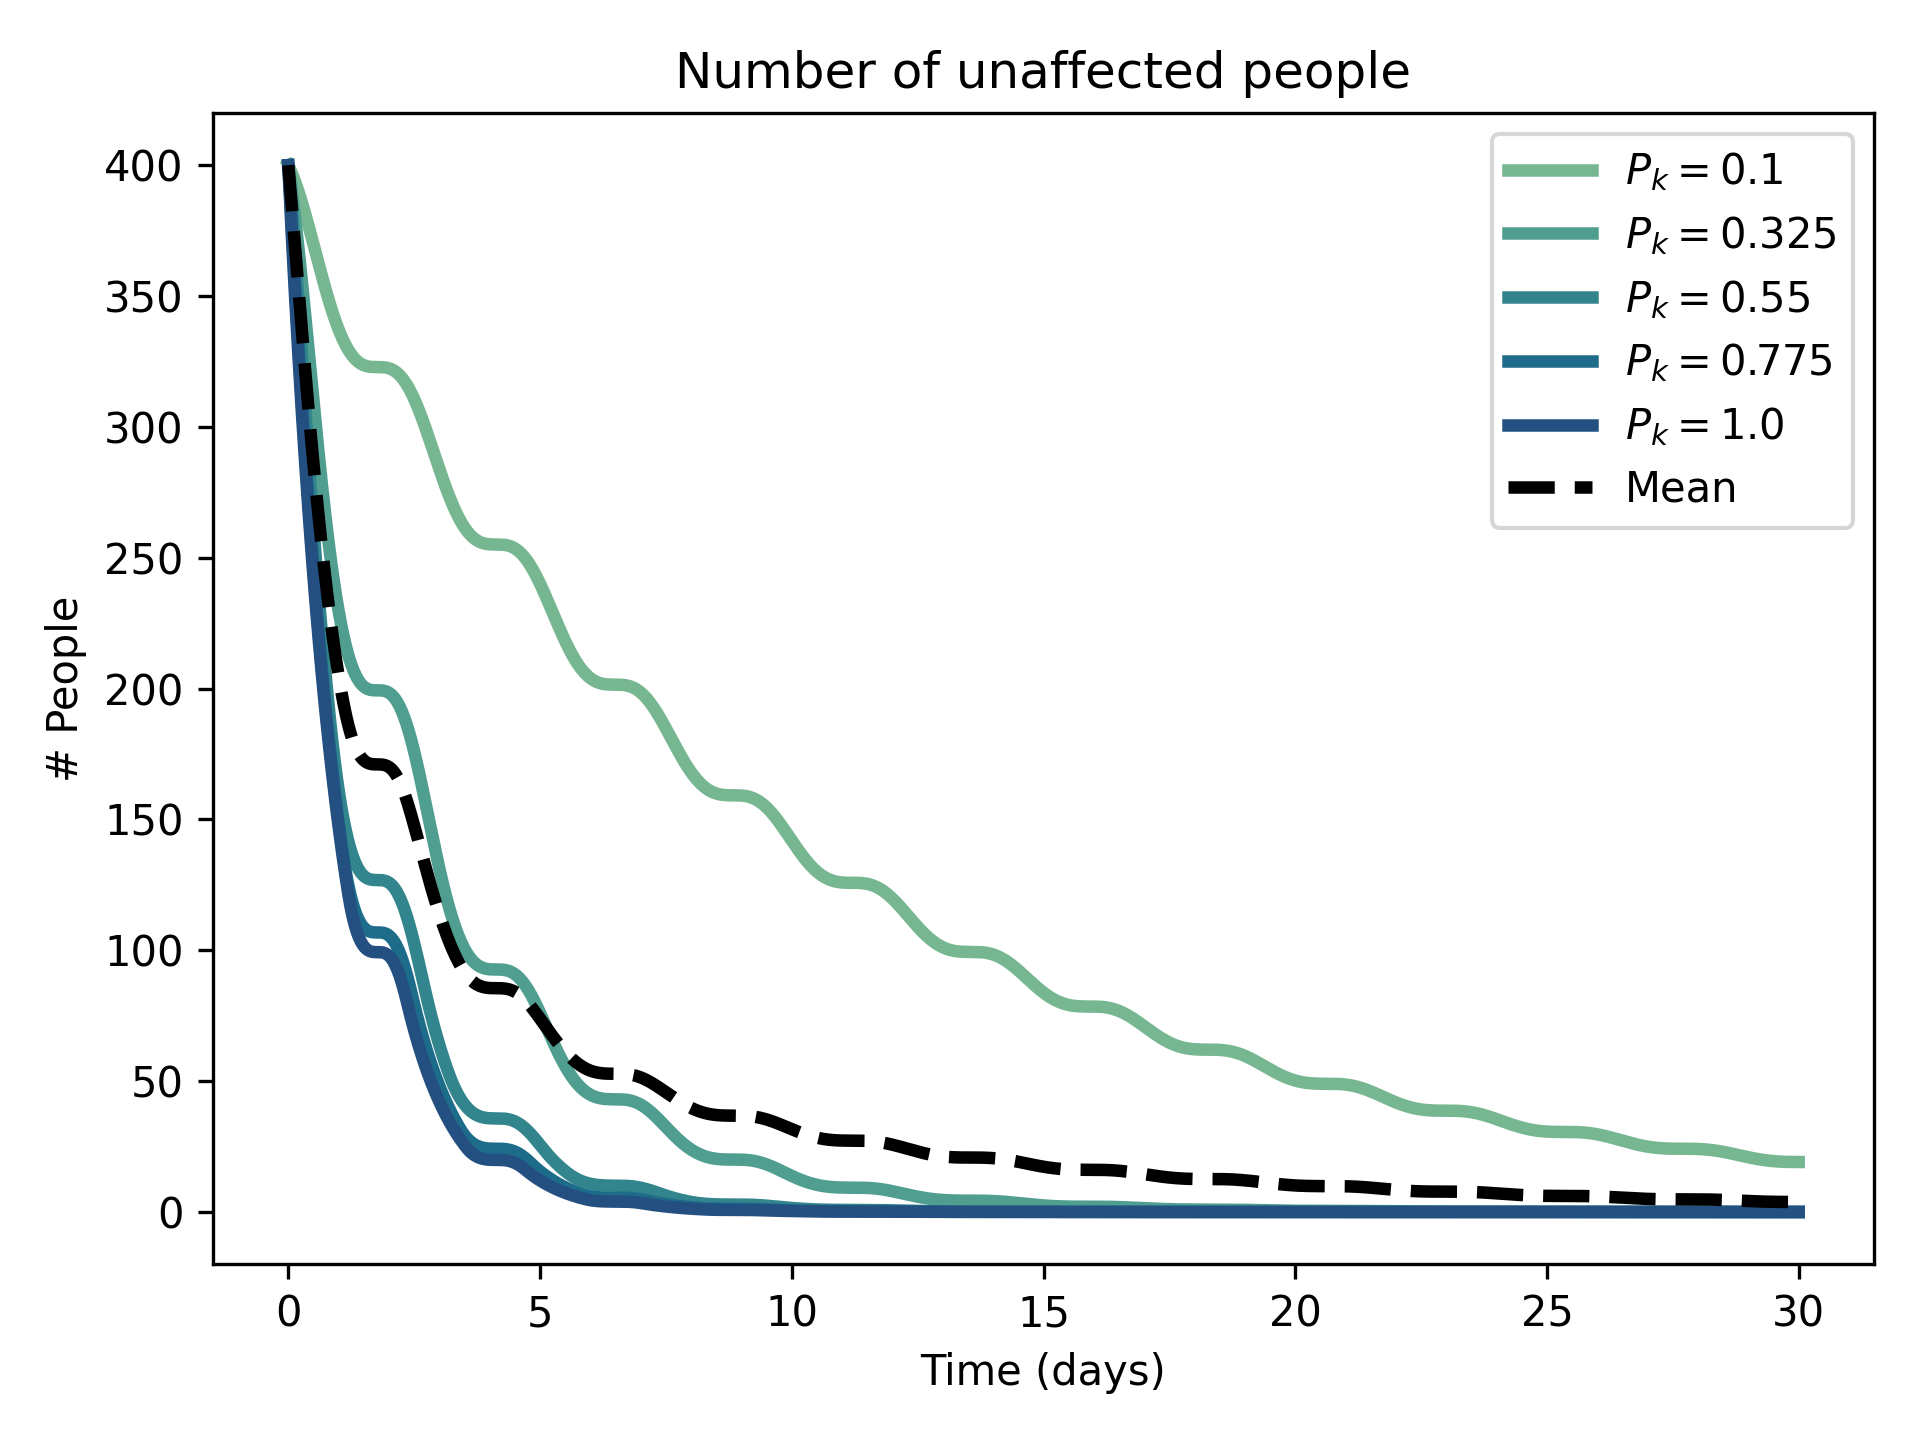 Number of unaffected people
400
350
300
250
200
150
100
50
0
# People
0 5 10 15 20 25 30
Time (days)
P_k = 0.1
P_k = 0.325
P_k = 0.55
P_k = 0.775
P_k = 1.0
Mean